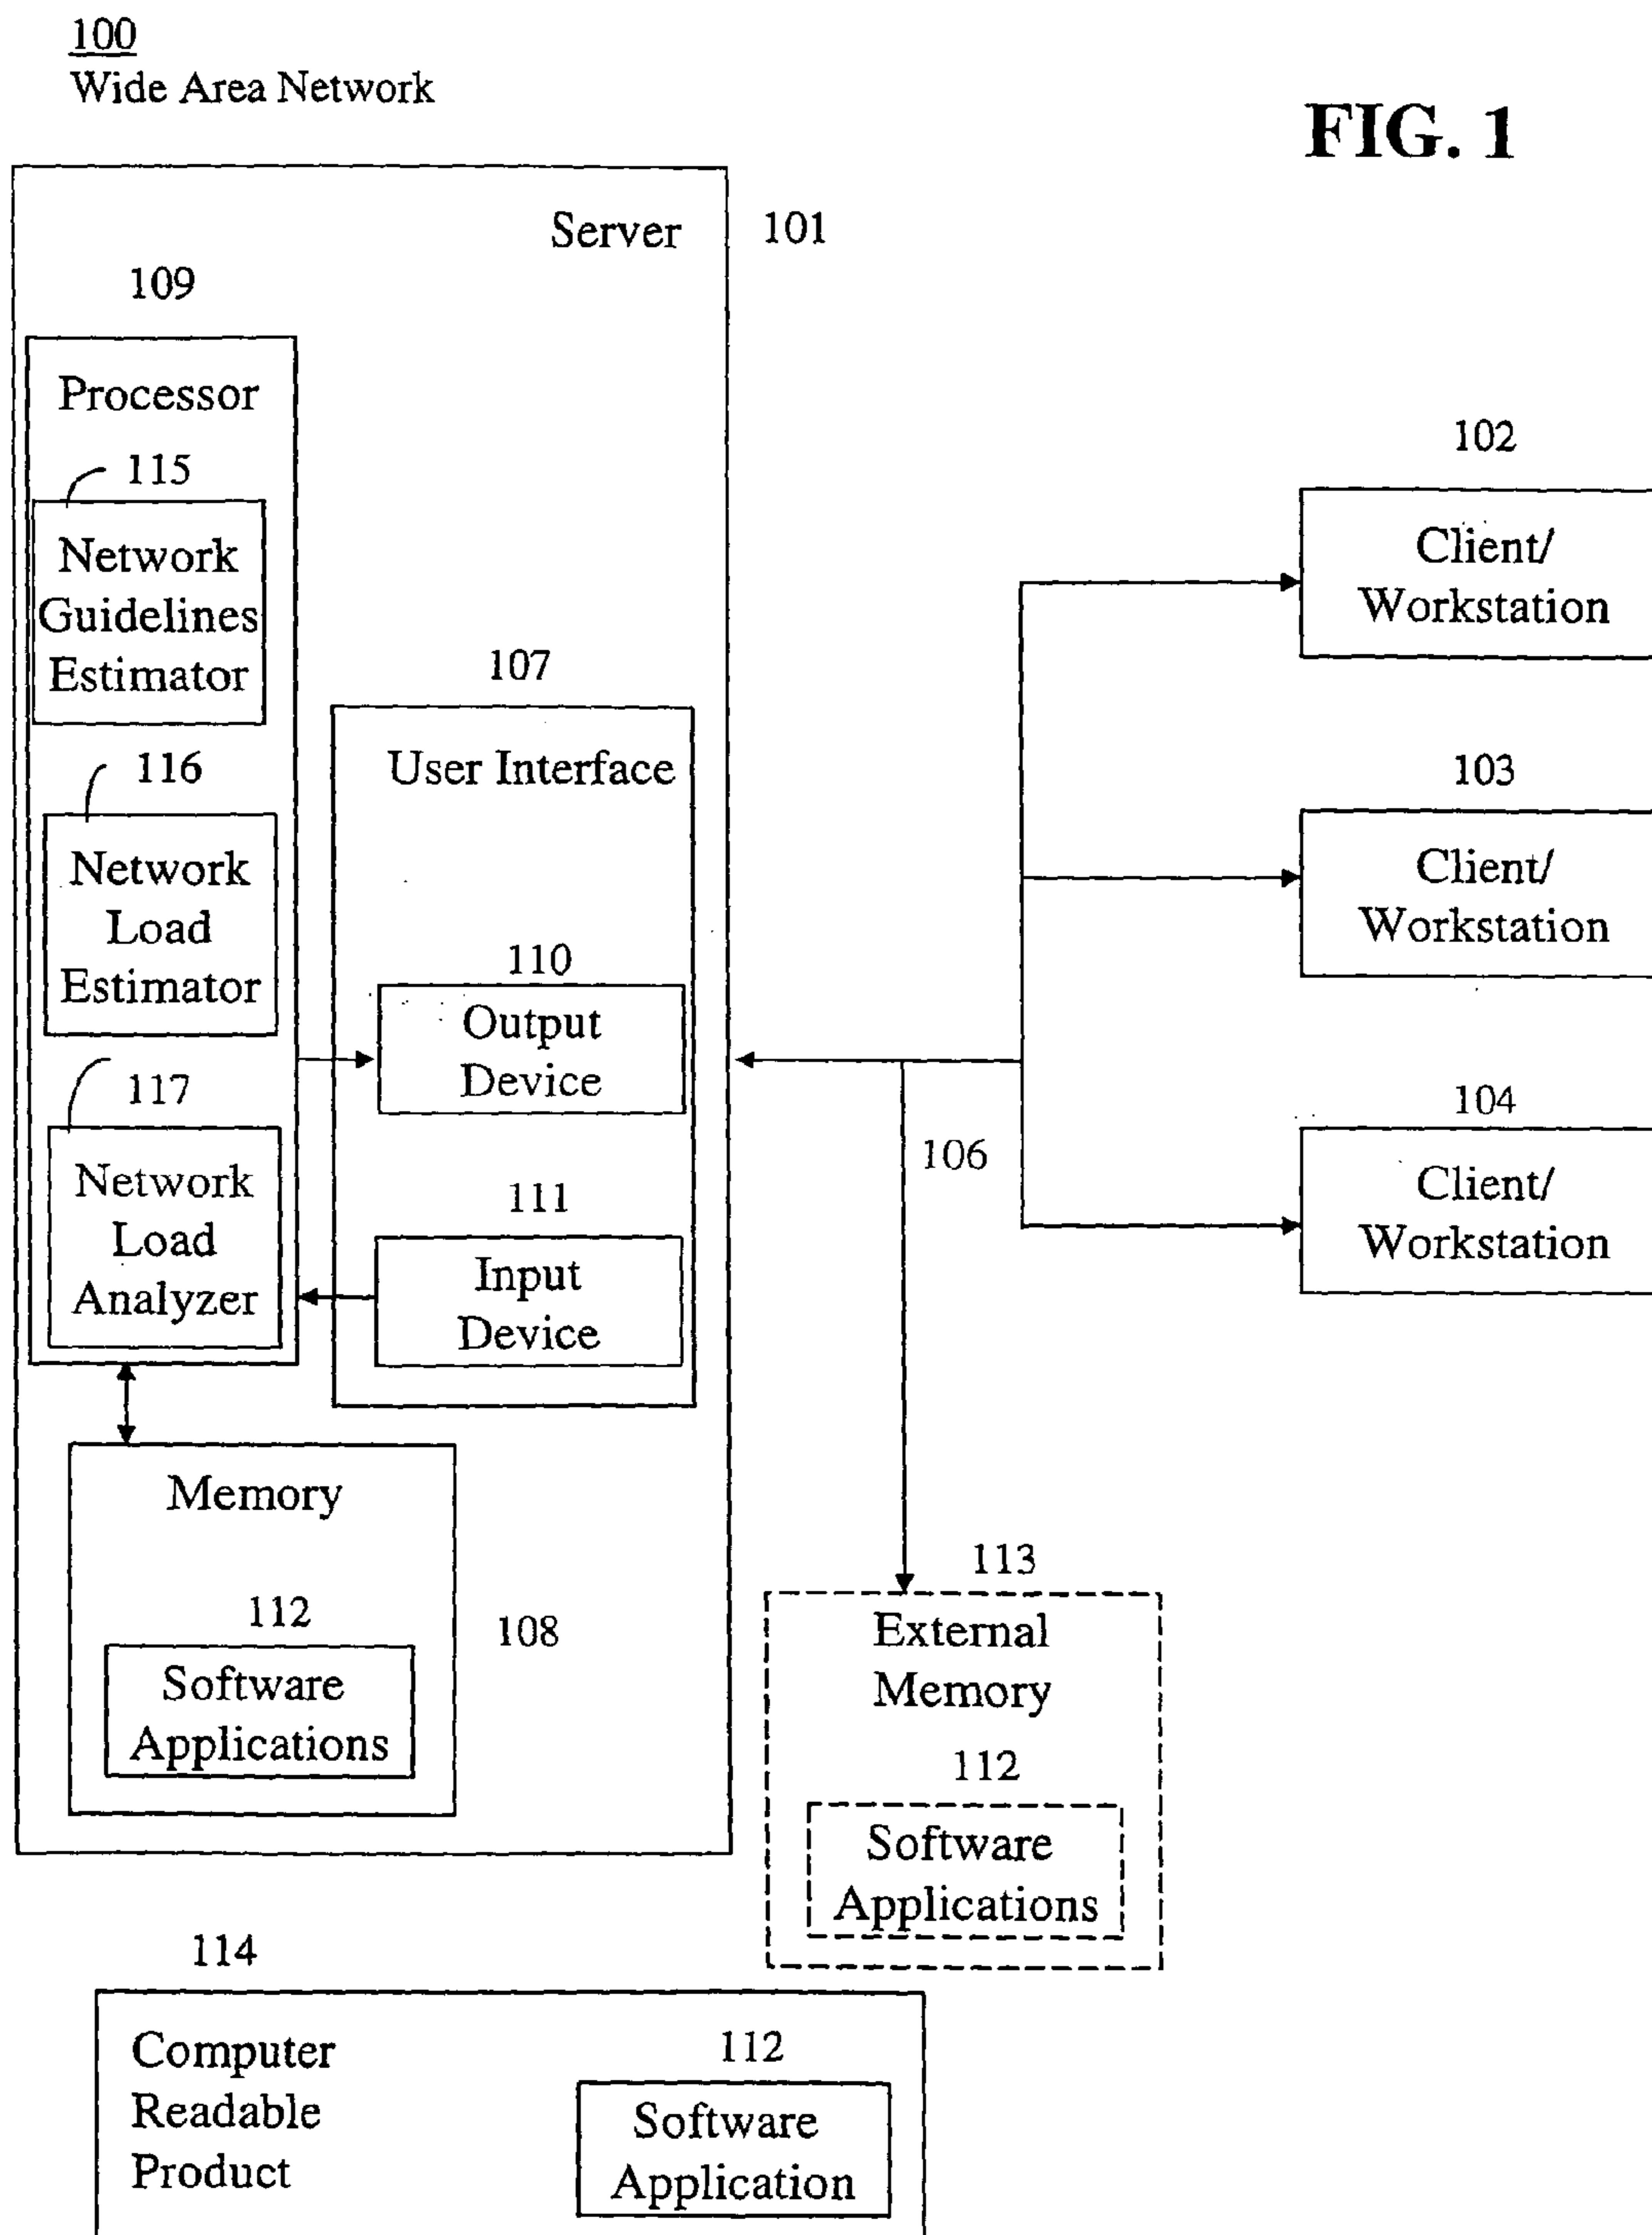 100
Wide Area Network
FIG. 1
Server
101
109
Processor
115
Network
Guidelines
Estimator
116
Network
Load
Estimator
117
Network
Load
Analyzer
107
User Interface
110
Output
Device
111
Input
Device
Memory
112
Software
Applications
108
102
Client/
Workstation
103
Client/
Workstation
104
Client/
Workstation
106
113
External
Memory
112
Software
Applications
114
Computer
Readable
Product
112
Software
Application